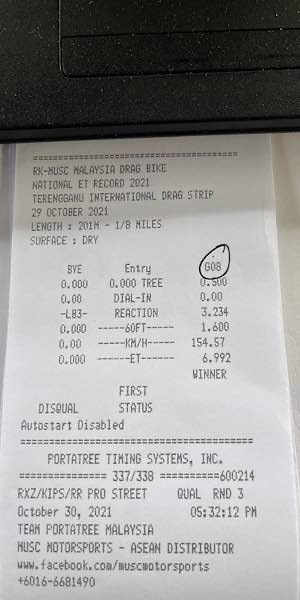 =====================================
RK-MUSC MALAYSIA DRAG BIKE
NATIONAL ET RECORD 2021
TERENGGANU INTERNATIONAL DRAG STRIP
29 OCTOBER 2021
LENGTH : 201M - 1/8 MILES
SURFACE : DRY
BYE Entry G08
0.000 0.000 TREE 0.500
0.00 DIAL-IN 0.00
-LB3- REACTION 3.234
0.000 -----60FT----- 1.600
0.00 ------KM/H----- 154.57
0.000 ------ET------ 6.992
WINNER
FIRST
DISQUAL STATUS
Autostart Disabled
=========================================
PORTATREE TIMING SYSTEMS, INC.
=============== 337/338 ==========600214
RXZ/KIPS/RR PRO STREET QUAL RND 3
October 30, 2021 05:32:12 PM
TEAM PORTATREE MALAYSIA
MUSC MOTORSPORTS - ASEAN DISTRIBUTOR
www.facebook.com/muscmotorsports
+6016-6681490